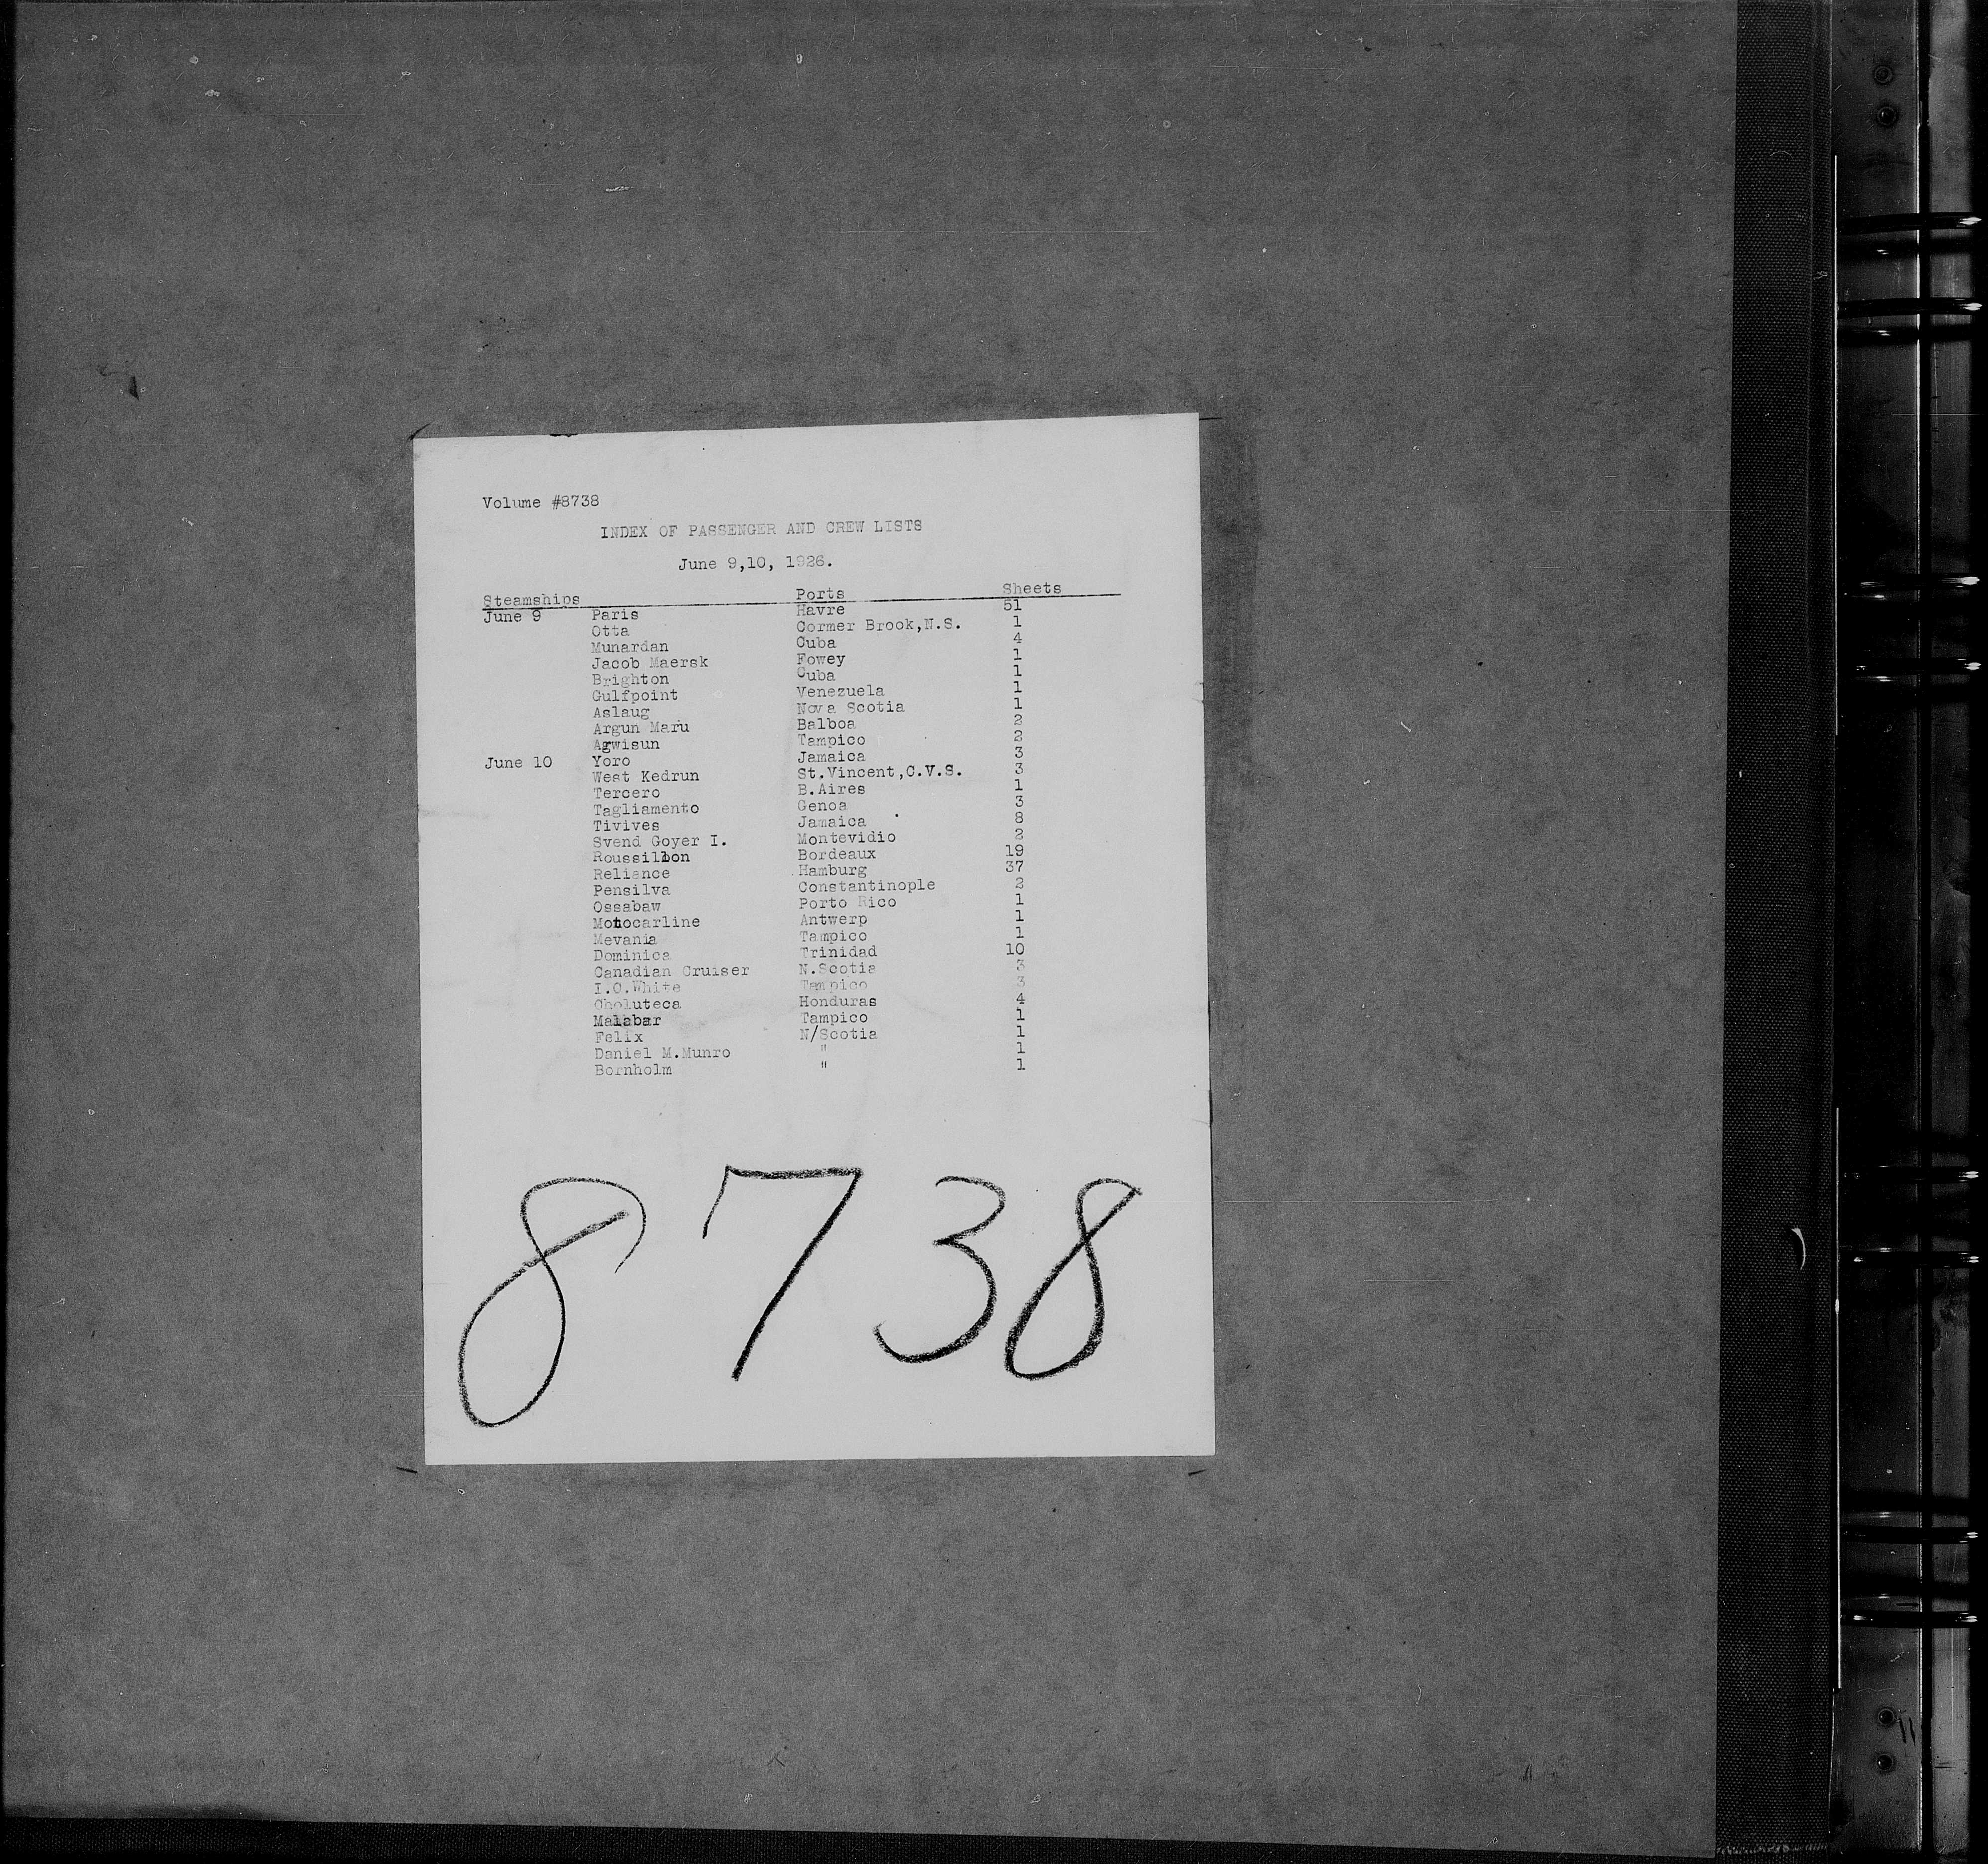 Volume #8738
INDEX OF PASSENGER AND CREW LISTS
June 9,10, 1926.
Steamships Ports Sheets
June 9 Paris Havre 51
Otta Cormer Brook,N.S. 1
Munardan Cuba 4
Jacob Maersk Fowey 1
Brighton Cuba 1
Gulfpoint Venezuela 1
Aslaug Nova Scotia 1
Argun Maru Balboa 2
Agwisun Tampico 2
June 10 Yoro Jamaica 3
West Kedrun St.Vincent,C.V.S. 3
Tercero B.Aires 1
Tagliamento Genoa 3
Tivives Jamaica 8
Svend Goyer I. Montevidio 2
Roussillon Bordeaux 19
Reliance Hamburg 37
Pensilva Constantinople 2
Ossabaw Porto Rico 1
Motocarline Antwerp 1
Mevania Tampico 1
Dominica Trinidad 10
Canadian Cruiser N.Scotia 3
I.C.White Tampico 3
Choluteca Honduras 4
Malabar Tampico 1
Felix N/Scotia 1
Daniel M.Munro " 1
Bornholm " 1
8738